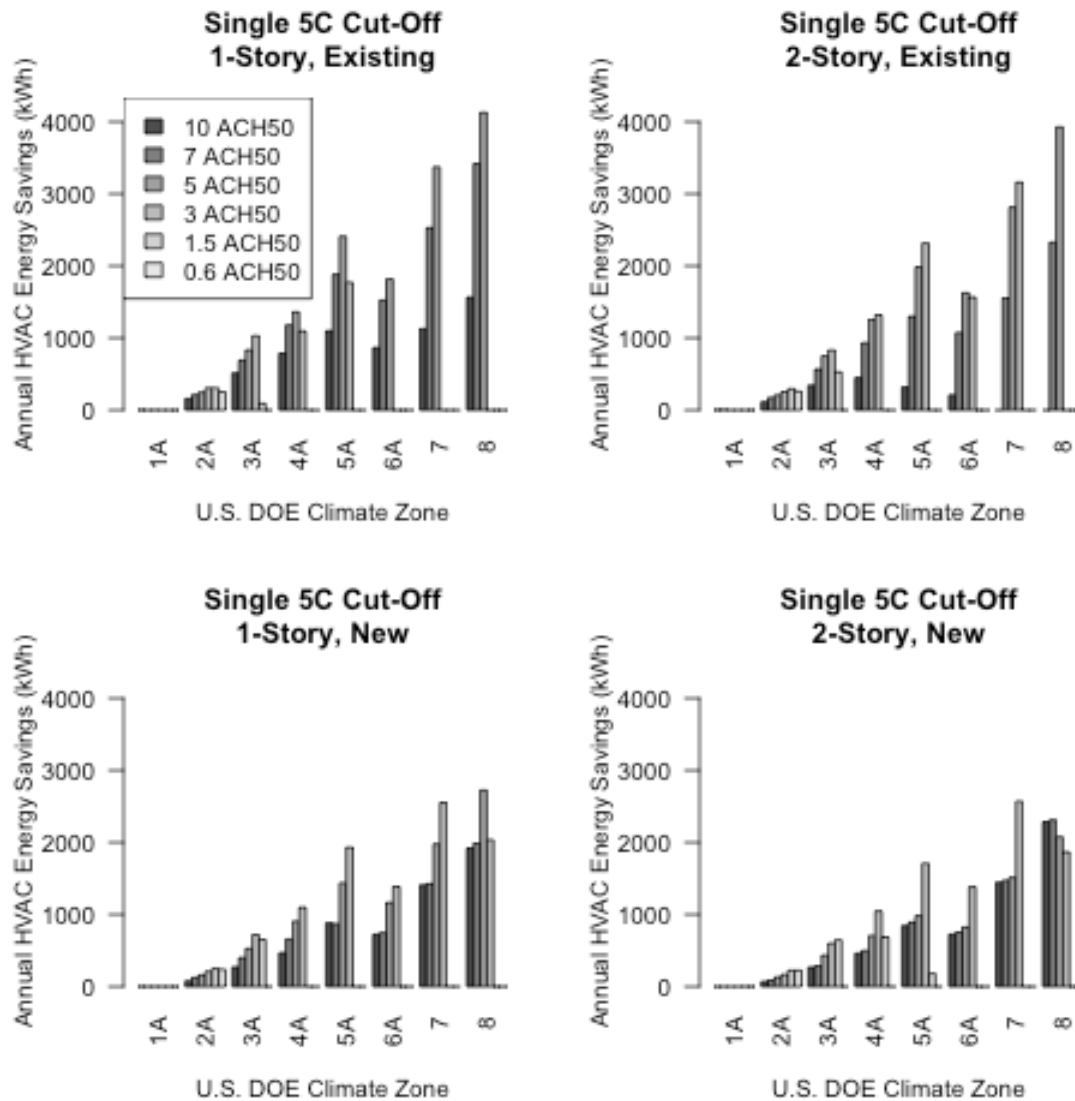 Single 5C Cut-Off
1-Story, Existing
Annual HVAC Energy Savings (kWh)
4000
3000
2000
1000
0
10 ACH50
7 ACH50
5 ACH50
3 ACH50
1.5 ACH50
0.6 ACH50
1A
2A
3A
4A
5A
6A
7
8
U.S. DOE Climate Zone
Single 5C Cut-Off
2-Story, Existing
Annual HVAC Energy Savings (kWh)
4000
3000
2000
1000
0
1A
2A
3A
4A
5A
6A
7
8
U.S. DOE Climate Zone
Single 5C Cut-Off
1-Story, New
Annual HVAC Energy Savings (kWh)
4000
3000
2000
1000
0
1A
2A
3A
4A
5A
6A
7
8
U.S. DOE Climate Zone
Single 5C Cut-Off
2-Story, New
Annual HVAC Energy Savings (kWh)
4000
3000
2000
1000
0
1A
2A
3A
4A
5A
6A
7
8
U.S. DOE Climate Zone